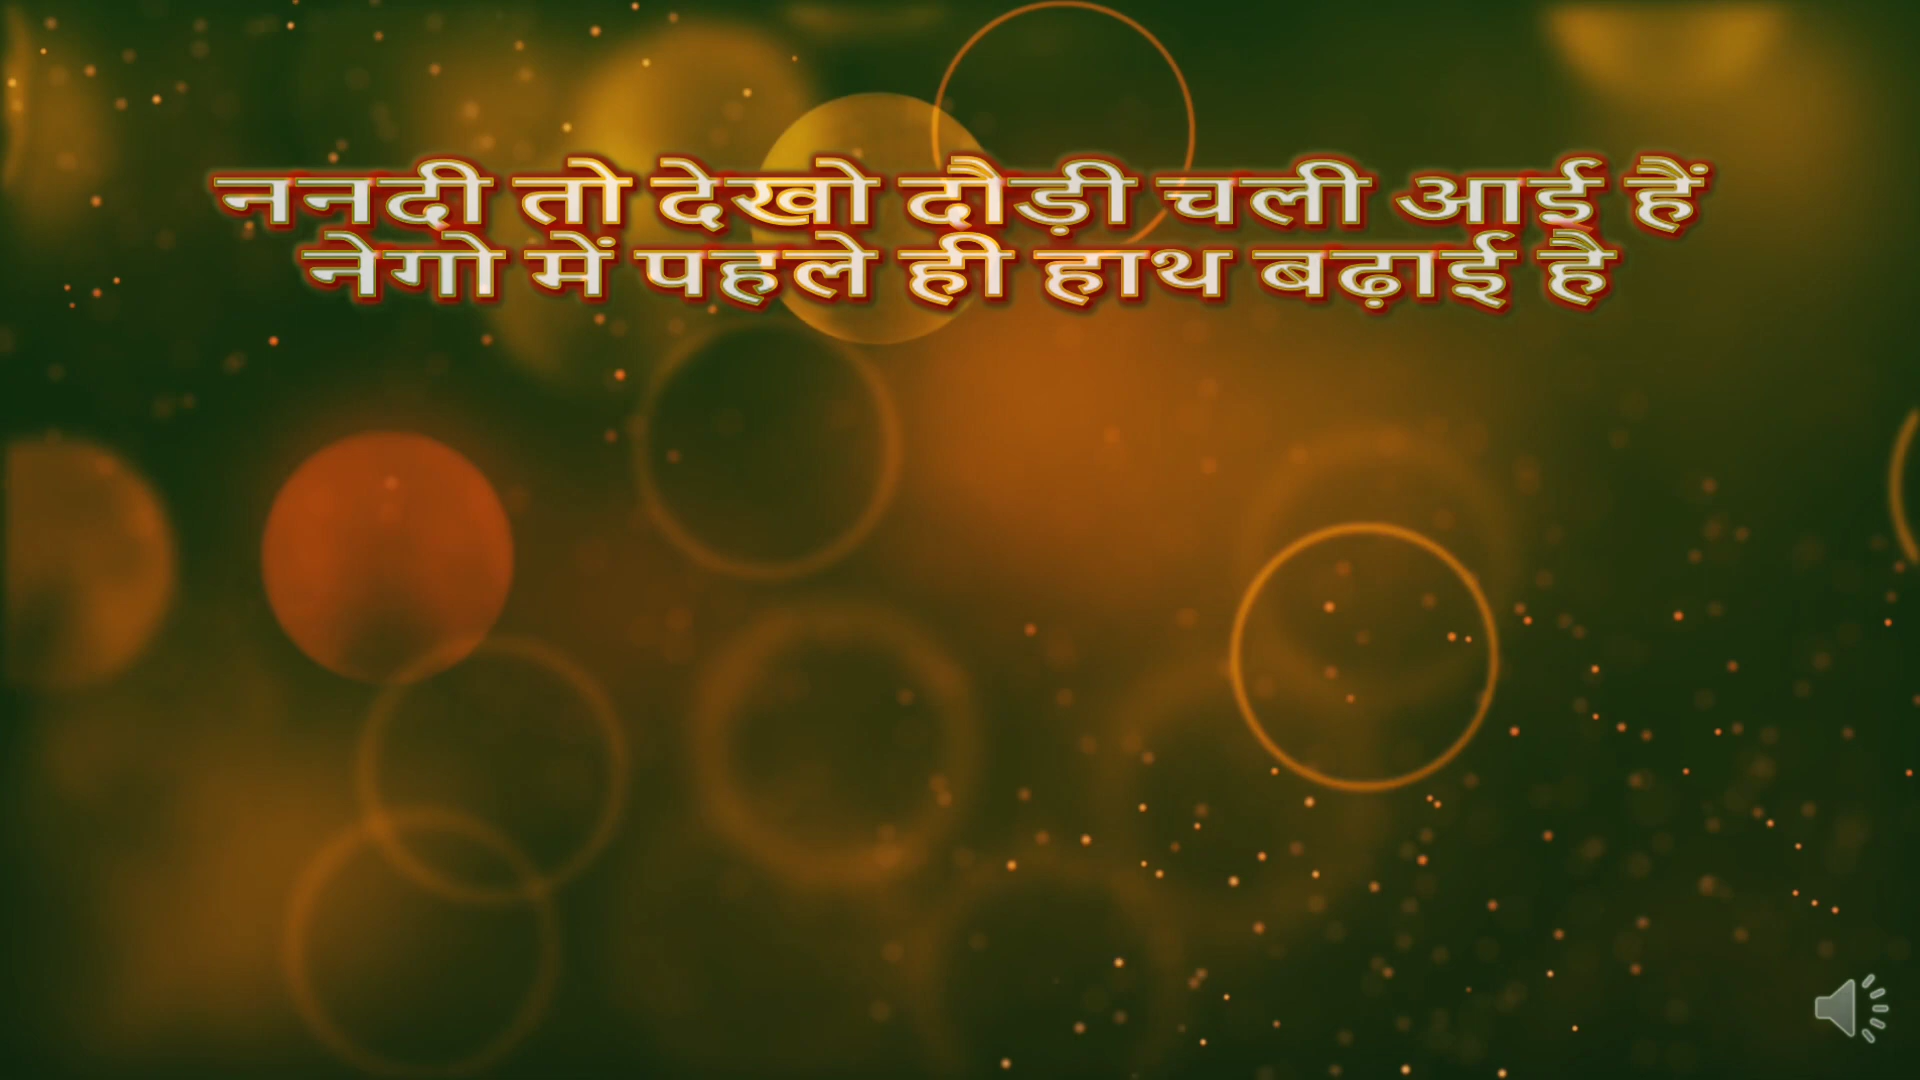 ननदी तो देखो दौड़ी चली आई हैं
नेगो में पहले ही हाथ बढ़ाई है